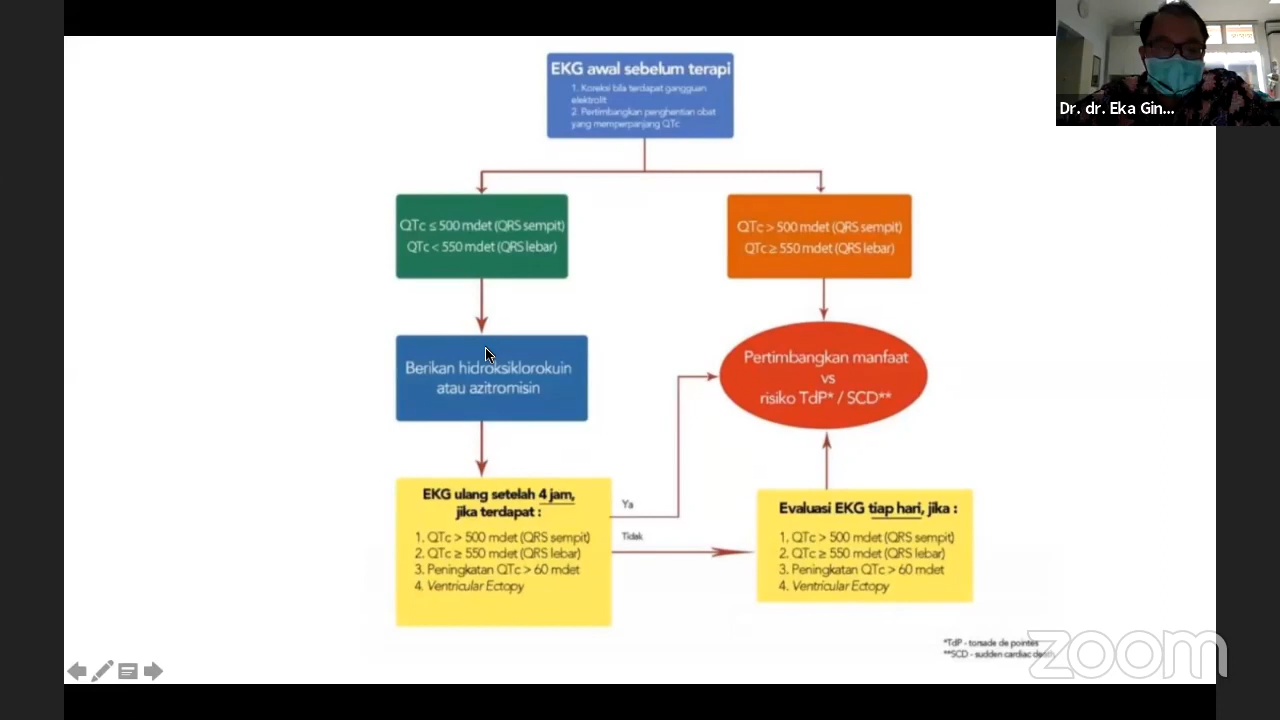 EKG awal sebelum terapi
1. Koreksi bila terdapat gangguan
elektrolit
2. Pertimbangkan penghentian obat
yang memperpanjang QTc
Dr. dr. Eka Gin...
QTc ≤ 500 mdet (QRS sempit)
QTc < 550 mdet (QRS lebar)
QTc > 500 mdet (QRS sempit)
QTc ≥ 550 mdet (QRS lebar)
Berikan hidroksiklorokuin
atau azitromisin
Pertimbangkan manfaat
vs
risiko TdP* / SCD**
EKG ulang setelah 4 jam,
jika terdapat :
1. QTc > 500 mdet (QRS sempit)
2. QTc ≥ 550 mdet (QRS lebar)
3. Peningkatan QTc > 60 mdet
4. Ventricular Ectopy
Ya
Tidak
Evaluasi EKG tiap hari, jika :
1. QTc > 500 mdet (QRS sempit)
2. QTc ≥ 550 mdet (QRS lebar)
3. Peningkatan QTc > 60 mdet
4. Ventricular Ectopy
*TdP - torsade de pointes
**SCD - sudden cardiac death
zoom